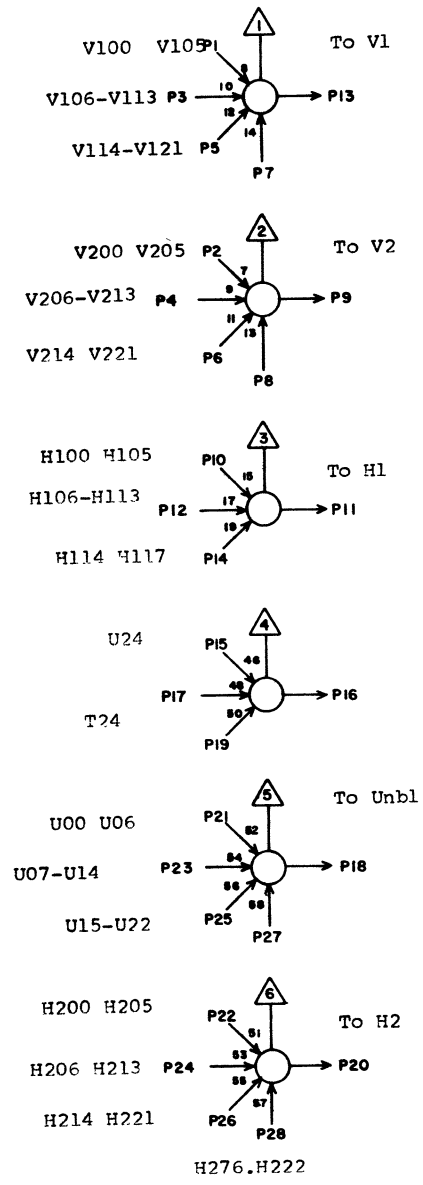 1
V100 V105 P1 To V1
8
V106-V113 P3 10 P13
12
V114-V121 P5 14
P7
2
V200 V205 P2 To V2
7
V206-V213 P4 9 P9
11 13
V214 V221 P6
P8
3
H100 H105 P10 To H1
15
H106-H113 P12 17 P11
19
H114 H117 P14
4
U24 P15
46
P17 48 P16
50
T24 P19
5
U00 U06 P21 To Unbl
52
U07-U14 P23 54 P18
56 58
U15-U22 P25
P27
6
H200 H205 P22 To H2
51
H206 H213 P24 53 P20
55 57
H214 H221 P26
P28
H276.H222